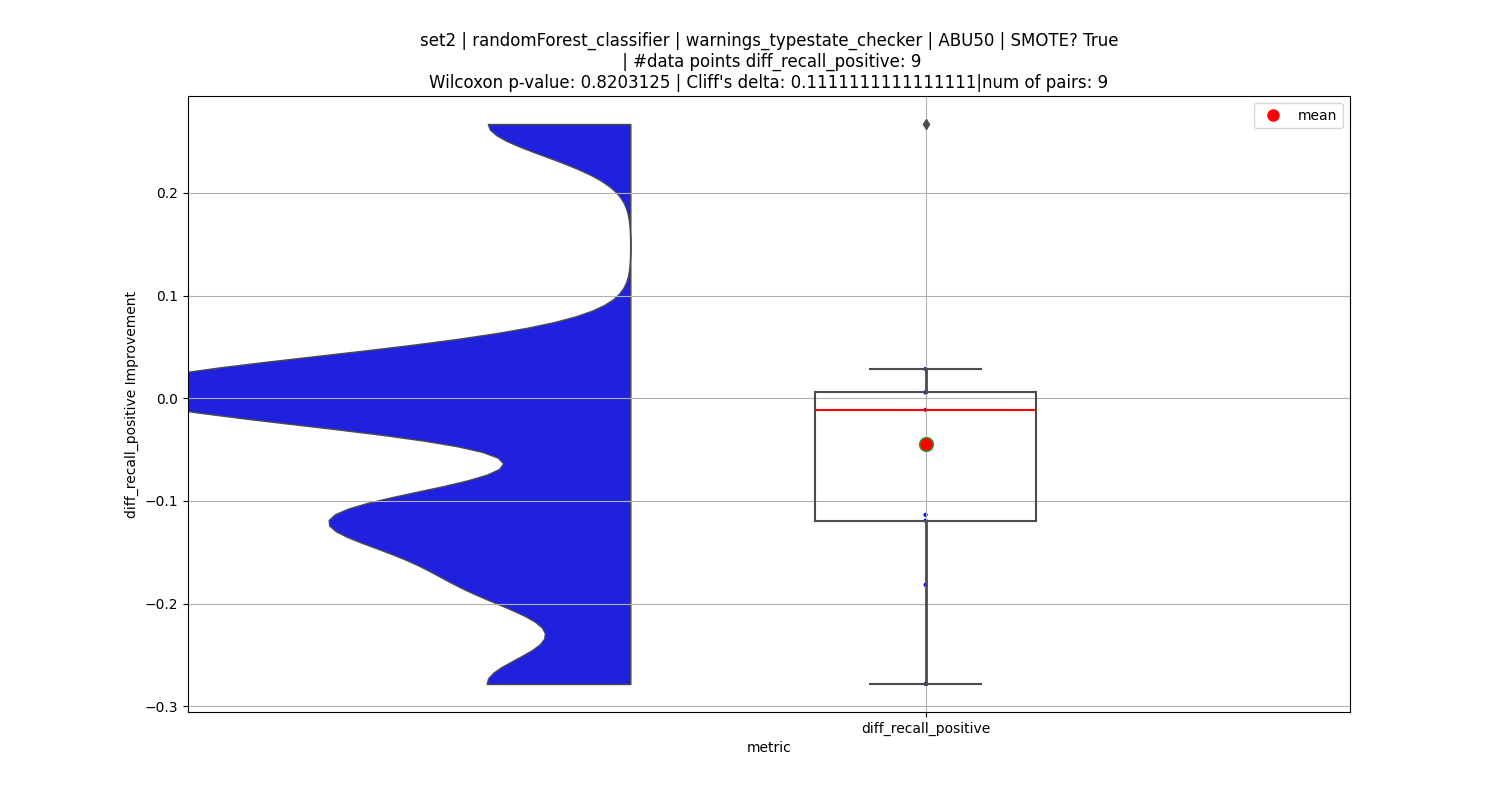 set2 | randomForest_classifier | warnings_typestate_checker | ABU50 | SMOTE? True
| #data points diff_recall_positive: 9
Wilcoxon p-value: 0.8203125 | Cliff's delta: 0.1111111111111111|num of pairs: 9
mean
diff_recall_positive Improvement
0.2
0.1
0.0
−0.1
−0.2
−0.3
diff_recall_positive
metric